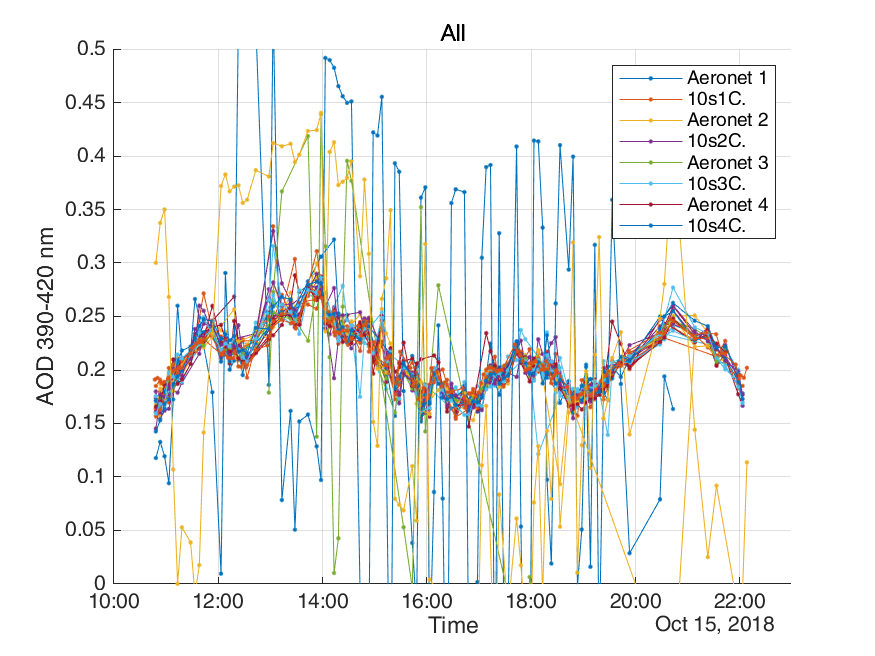 All
0.5
0.45
0.4
0.35
0.3
0.25
0.2
0.15
0.1
0.05
0
AOD 390-420 nm
Aeronet 1
10s1C.
Aeronet 2
10s2C.
Aeronet 3
10s3C.
Aeronet 4
10s4C.
10:00 12:00 14:00 16:00 18:00 20:00 22:00
Time
Oct 15, 2018